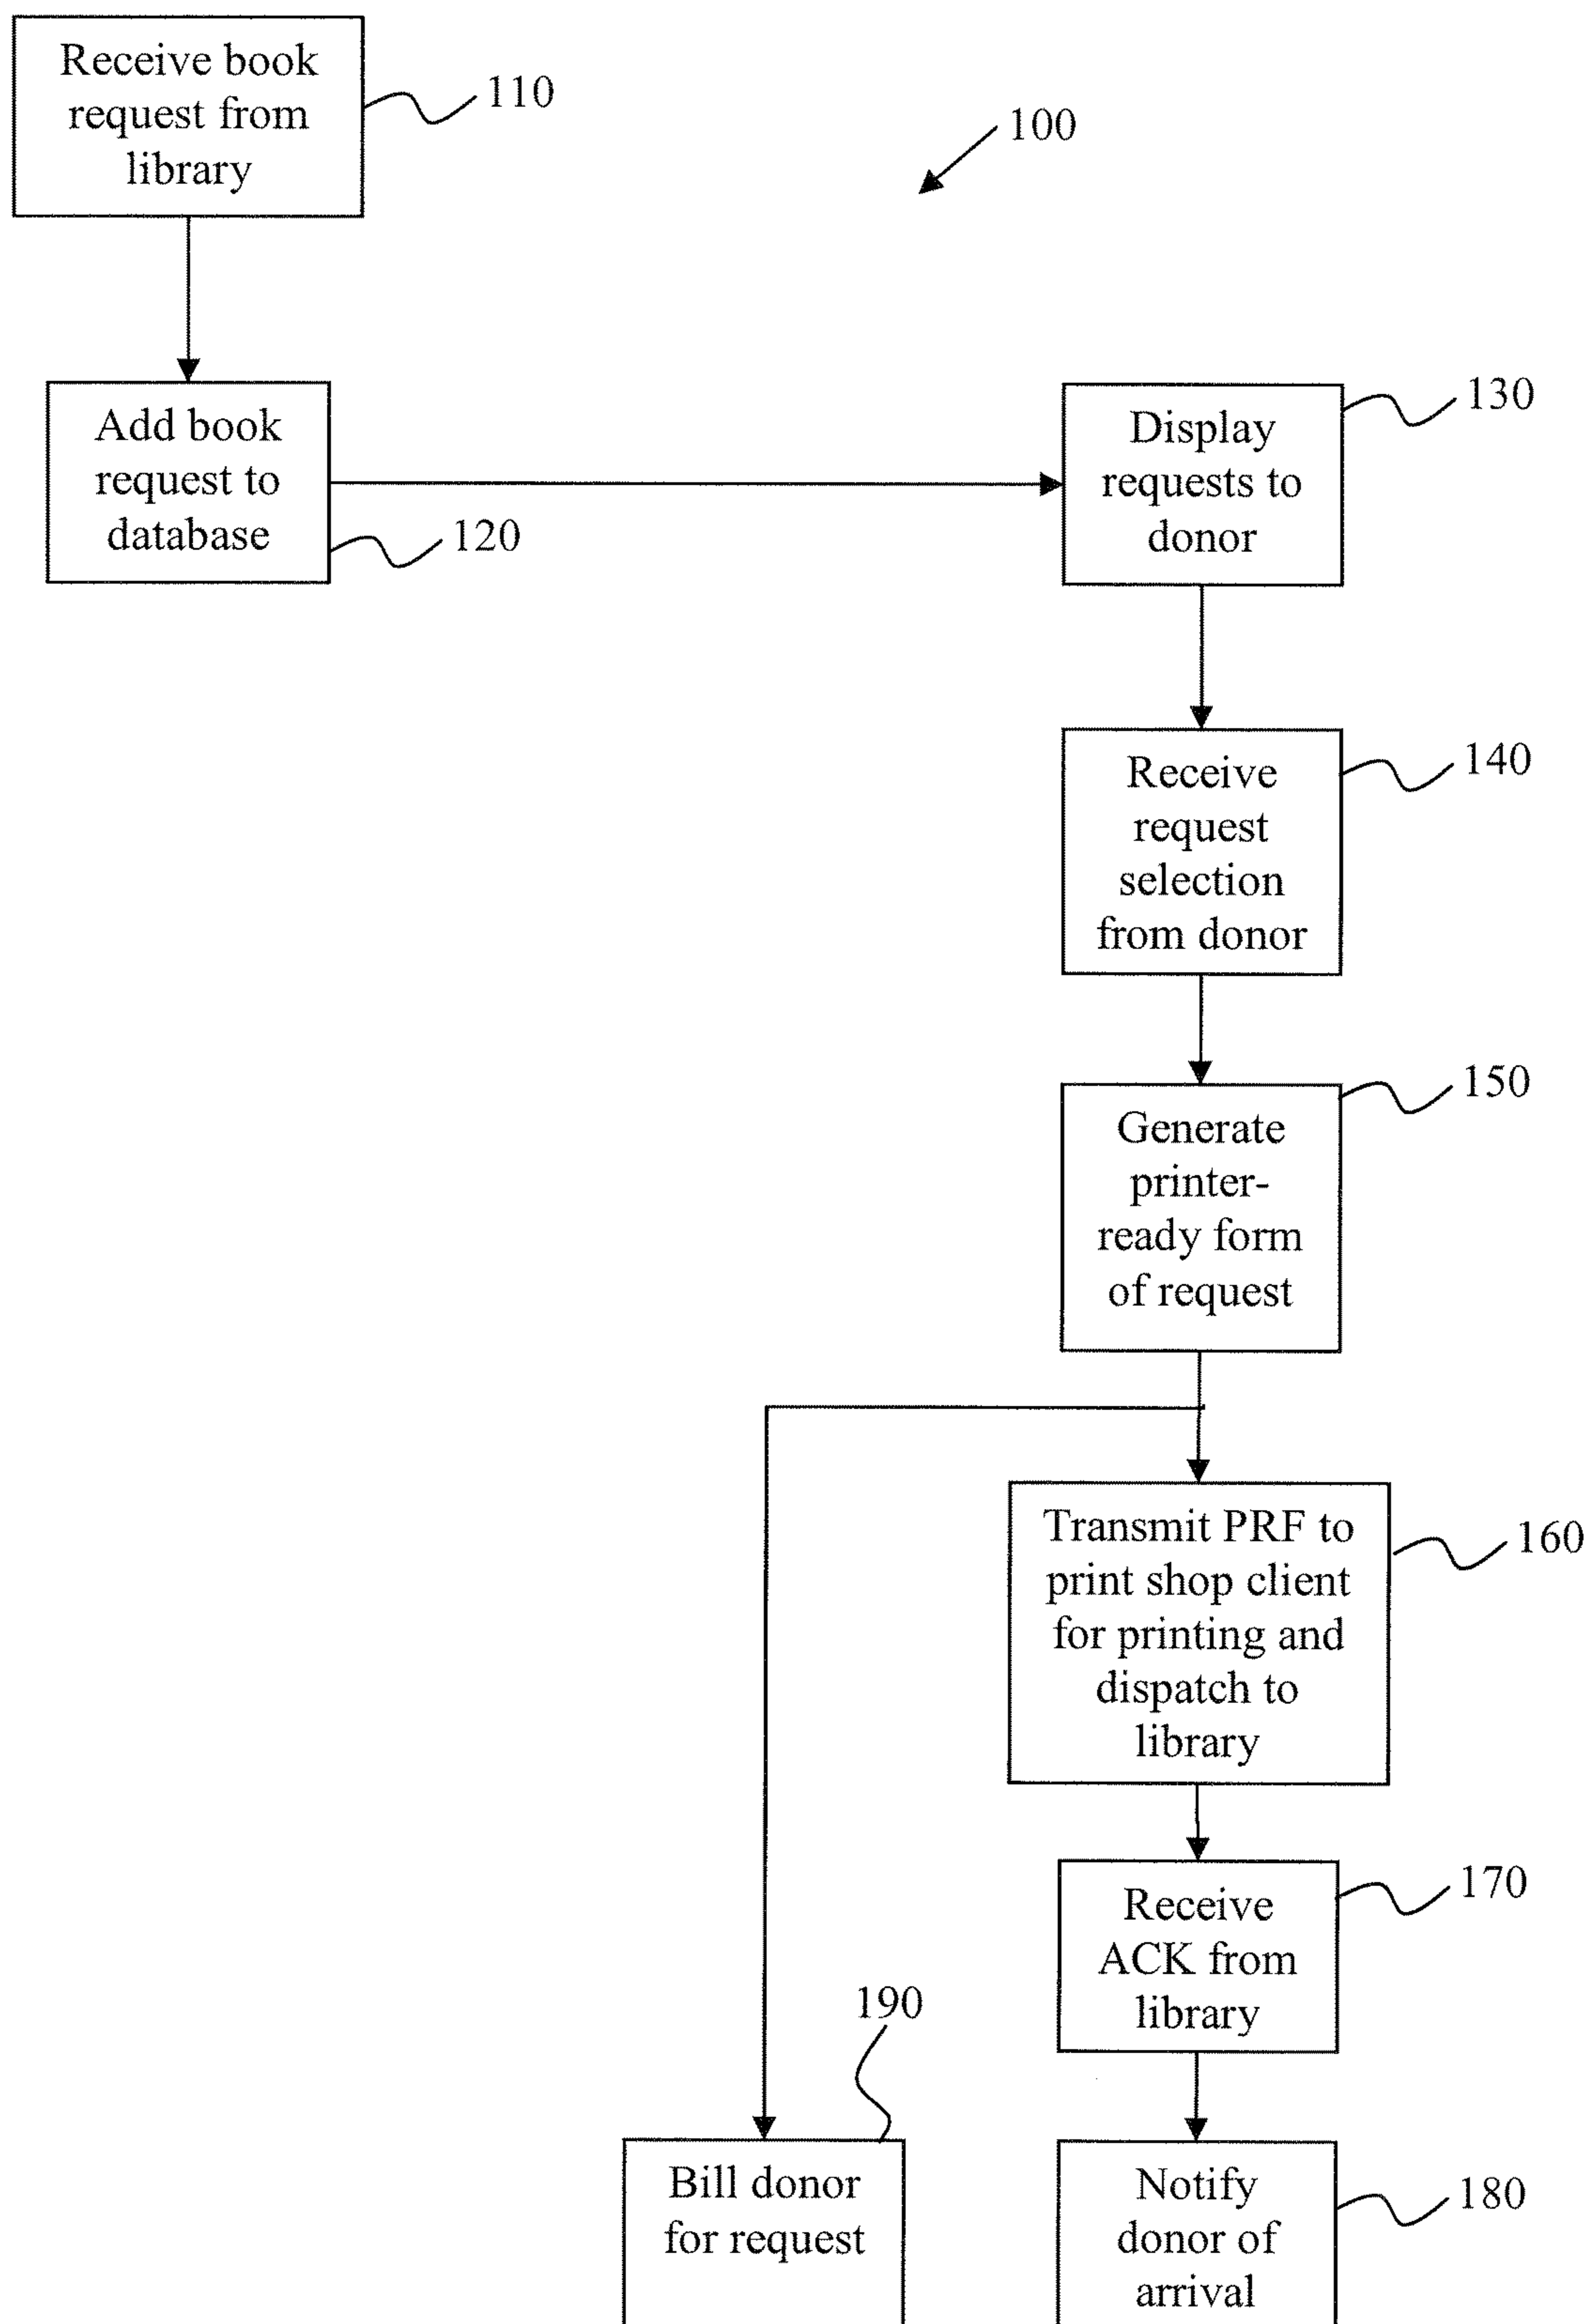 Receive book
request from
library
110
100
Add book
request to
database
120
Display
requests to
donor
130
Receive
request
selection
from donor
140
Generate
printer-
ready form
of request
150
Transmit PRF to
print shop client
for printing and
dispatch to
library
160
Receive
ACK from
library
170
190
Bill donor
for request
Notify
donor of
arrival
180